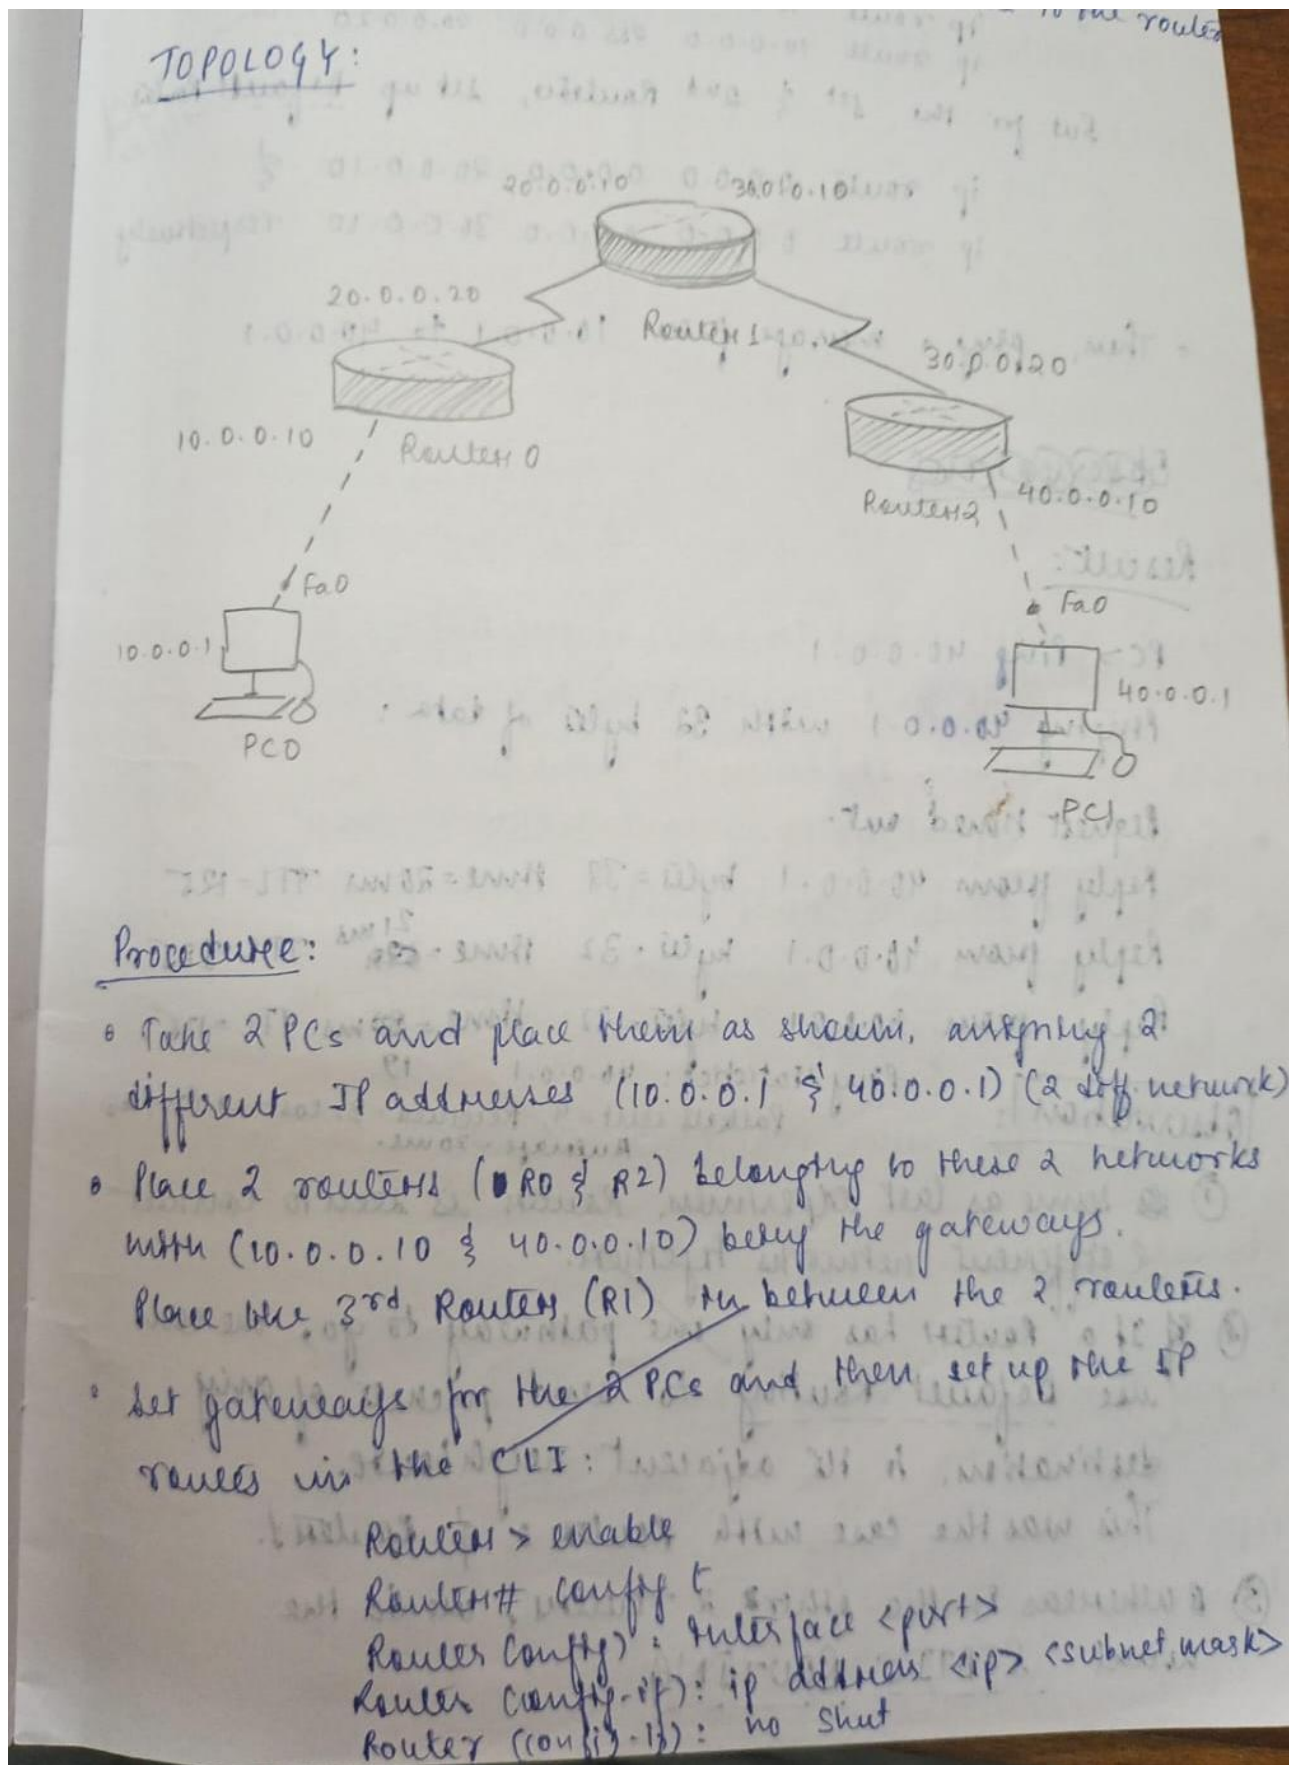 to the router
TOPOLOGY:
20.0.0.10
30.0.0.10
20.0.0.20
Router 1
30.0.0.20
10.0.0.10
Router 0
Router 2
40.0.0.10
Fa0
Fa0
10.0.0.1
40.0.0.1
PC0
PC1
Procedure:
• Take 2 PCs and place them as shown, assigning 2
different IP addresses (10.0.0.1 & 40.0.0.1) (2 diff network)
• Place 2 routers (R0 & R2) belonging to these 2 networks
with (10.0.0.10 & 40.0.0.10) being the gateways.
Place the 3rd Router (R1) in between the 2 routers.
• Set gateways for the 2 PCs and then set up the IP
routes in the CLI:
Router > enable
Router# config t
Router config) : interface <port>
Router config-if) : ip address <ip> <subnet mask>
Router (config-if) : no shut